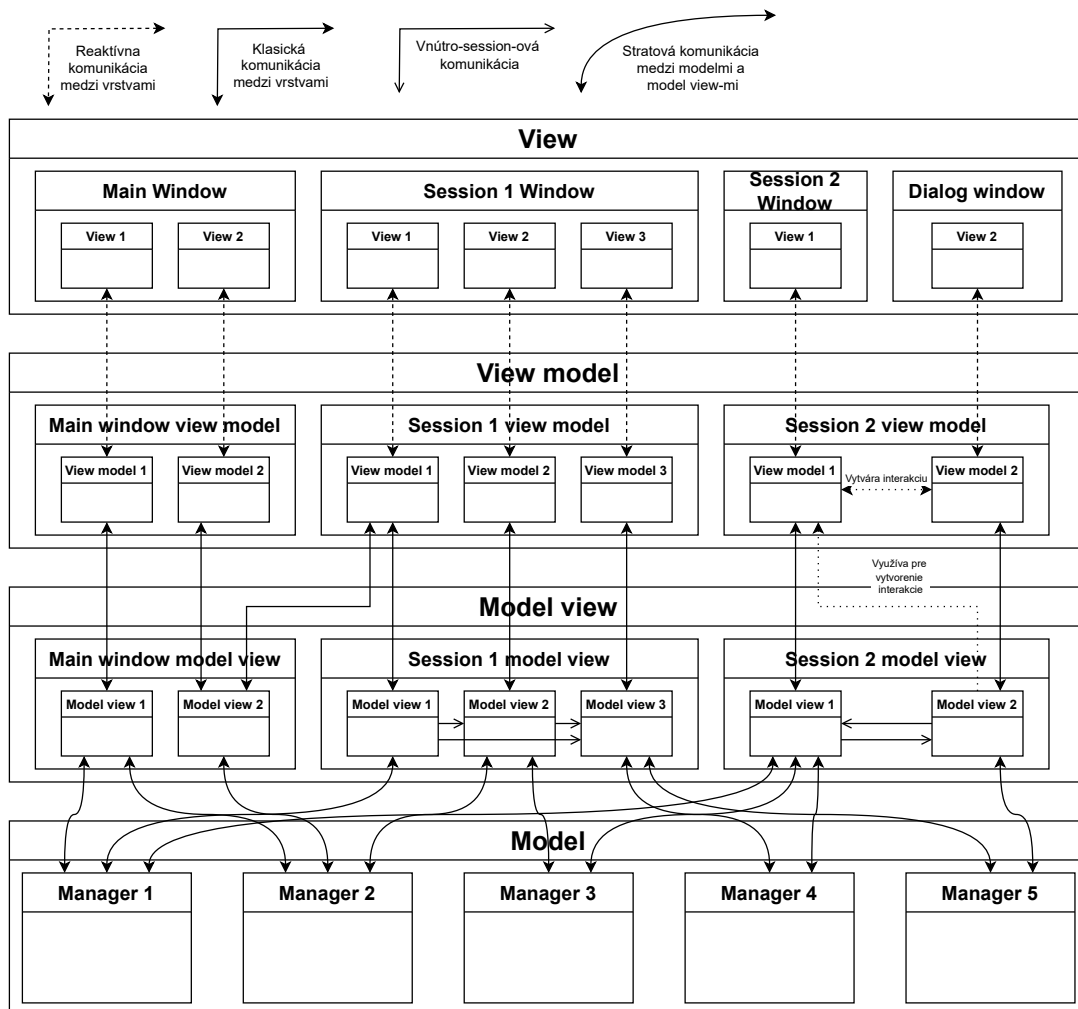 Reaktívna
komunikácia
medzi vrstvami
Klasická
komunikácia
medzi vrstvami
Vnútro-session-ová
komunikácia
Stratová komunikácia
medzi modelmi a
model view-mi
View
Main Window
Session 1 Window
Session 2
Window
Dialog window
View 1
View 2
View 1
View 2
View 3
View 1
View 2
View model
Main window view model
Session 1 view model
Session 2 view model
View model 1
View model 2
View model 1
View model 2
View model 3
View model 1
View model 2
Vytvára interakciu
Využíva pre
vytvorenie
interakcie
Model view
Main window model view
Session 1 model view
Session 2 model view
Model view 1
Model view 2
Model view 1
Model view 2
Model view 3
Model view 1
Model view 2
Model
Manager 1
Manager 2
Manager 3
Manager 4
Manager 5